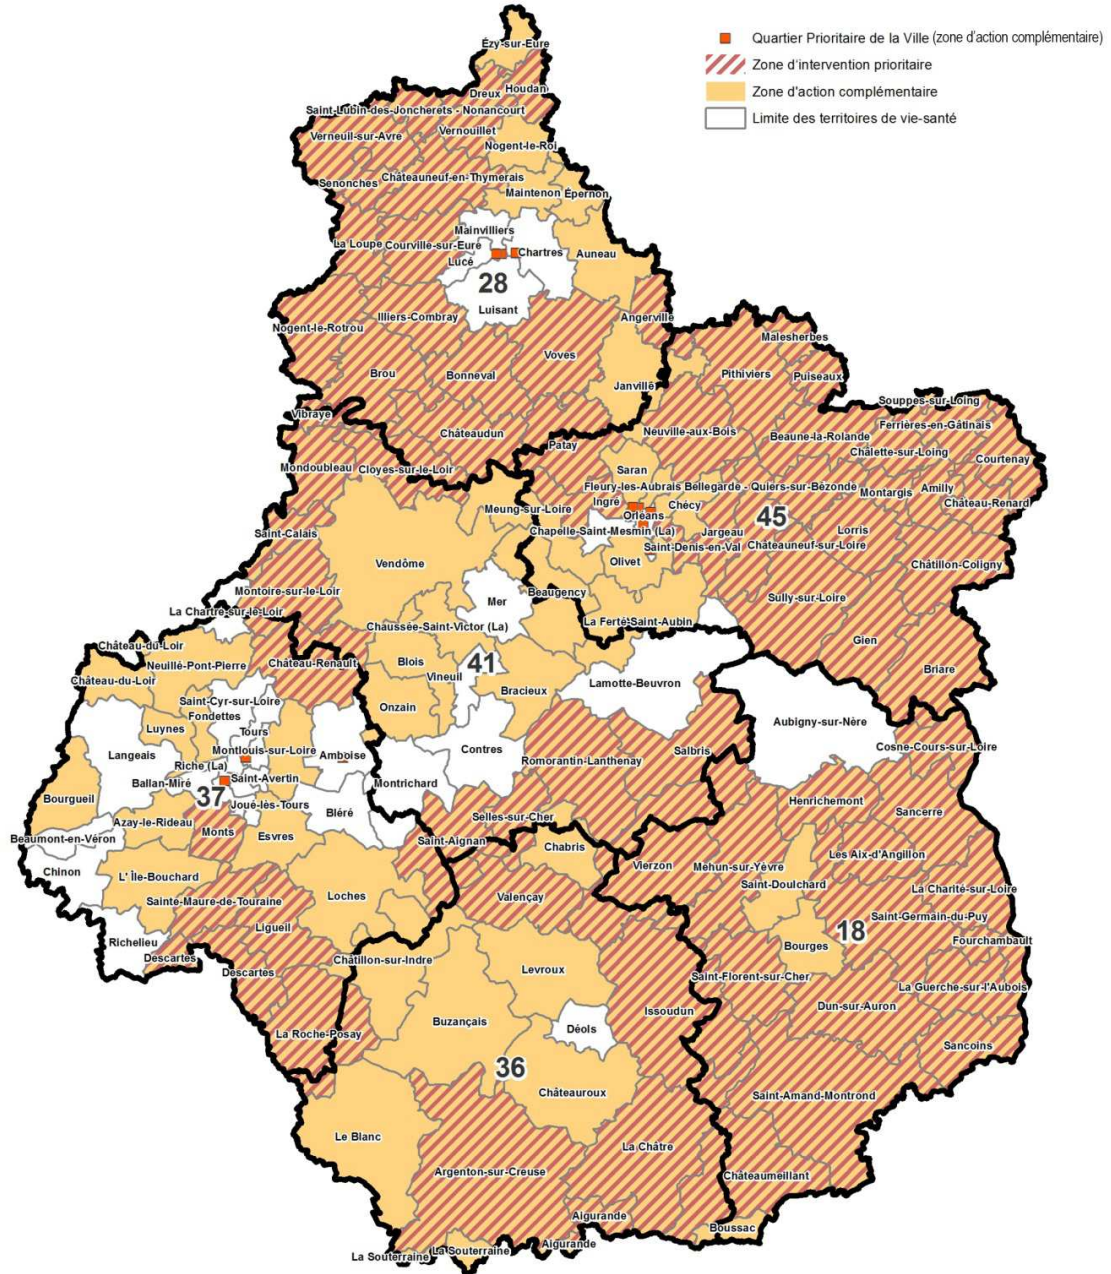 Quartier Prioritaire de la Ville (zone d'action complémentaire)
Zone d'intervention prioritaire
Zone d'action complémentaire
Limite des territoires de vie-santé
Ézy-sur-Eure
Houdan
Dreux
Saint-Lubin-des-Joncherets - Nonancourt
Vernouillet
Verneuil-sur-Avre
Nogent-le-Roi
Châteauneuf-en-Thymerais
Senonches
Maintenon
Épernon
Mainvilliers
La Loupe
Courville-sur-Eure
Chartres
Auneau
Lucé
28
Luisant
Illiers-Combray
Angerville
Nogent-le-Rotrou
Voves
Malesherbes
Brou
Bonneval
Janville
Pithiviers
Puiseaux
Souppes-sur-Loing
Vibraye
Châteaudun
Neuville-aux-Bois
Ferrières-en-Gâtinais
Beaune-la-Rolande
Patay
Châlette-sur-Loing
Courtenay
Mondoubleau
Cloyes-sur-le-Loir
Saran
Fleury-les-Aubrais
Bellegarde - Quiers-sur-Bézonde
Montargis
Amilly
Château-Renard
Ingré
Meung-sur-Loire
Chécy
Orléans
45
Lorris
Saint-Calais
Chapelle-Saint-Mesmin (La)
Jargeau
Saint-Denis-en-Val
Châteauneuf-sur-Loire
Olivet
Châtillon-Coligny
Vendôme
Montoire-sur-le-Loir
Beaugency
Sully-sur-Loire
Mer
La Chartre-sur-le-Loir
La Ferté-Saint-Aubin
Chaussée-Saint-Victor (La)
Gien
Château-du-Loir
Neuillé-Pont-Pierre
Château-Renault
Blois
41
Briare
Château-du-Loir
Vineuil
Lamotte-Beuvron
Bracieux
Saint-Cyr-sur-Loire
Onzain
Fondettes
Aubigny-sur-Nère
Luynes
Tours
Cosne-Cours-sur-Loire
Langeais
Montlouis-sur-Loire
Amboise
Contres
Salbris
Romorantin-Lanthenay
Riche (La)
Saint-Avertin
Ballan-Miré
Montrichard
37
Bourgueil
Joué-lès-Tours
Bléré
Henrichemont
Sancerre
Azay-le-Rideau
Selles-sur-Cher
Monts
Esvres
Beaumont-en-Véron
Saint-Aignan
Chabris
Les Aix-d'Angillon
Vierzon
Mehun-sur-Yèvre
Chinon
L' Île-Bouchard
Saint-Doulchard
La Charité-sur-Loire
Loches
Valençay
Sainte-Maure-de-Touraine
Saint-Germain-du-Puy
Ligueil
18
Richelieu
Bourges
Fourchambault
Descartes
Châtillon-sur-Indre
Descartes
Levroux
Saint-Florent-sur-Cher
La Guerche-sur-l'Aubois
Issoudun
Dun-sur-Auron
Buzançais
Déols
La Roche-Posay
Sancoins
36
Châteauroux
Saint-Amand-Montrond
Le Blanc
La Châtre
Argenton-sur-Creuse
Châteaumeillant
Aigurande
Boussac
Aigurande
La Souterraine
La Souterraine